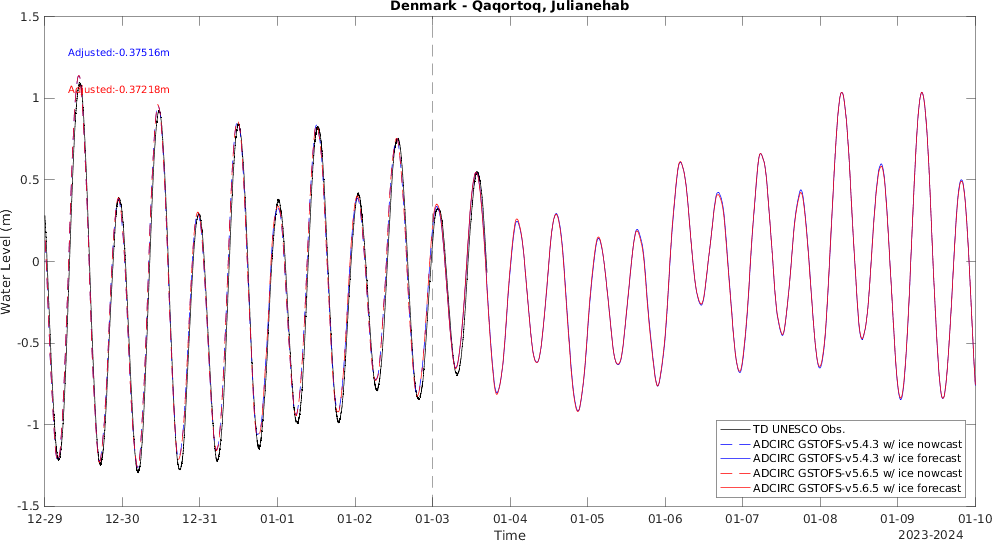 Denmark - Qaqortoq, Julianehab
1.5
1
0.5
0
-0.5
-1
-1.5
Water Level (m)
Adjusted:-0.37516m
Adjusted:-0.37218m
TD UNESCO Obs.
ADCIRC GSTOFS-v5.4.3 w/ ice nowcast
ADCIRC GSTOFS-v5.4.3 w/ ice forecast
ADCIRC GSTOFS-v5.6.5 w/ ice nowcast
ADCIRC GSTOFS-v5.6.5 w/ ice forecast
12-29 12-30 12-31 01-01 01-02 01-03 01-04 01-05 01-06 01-07 01-08 01-09 01-10
Time
2023-2024